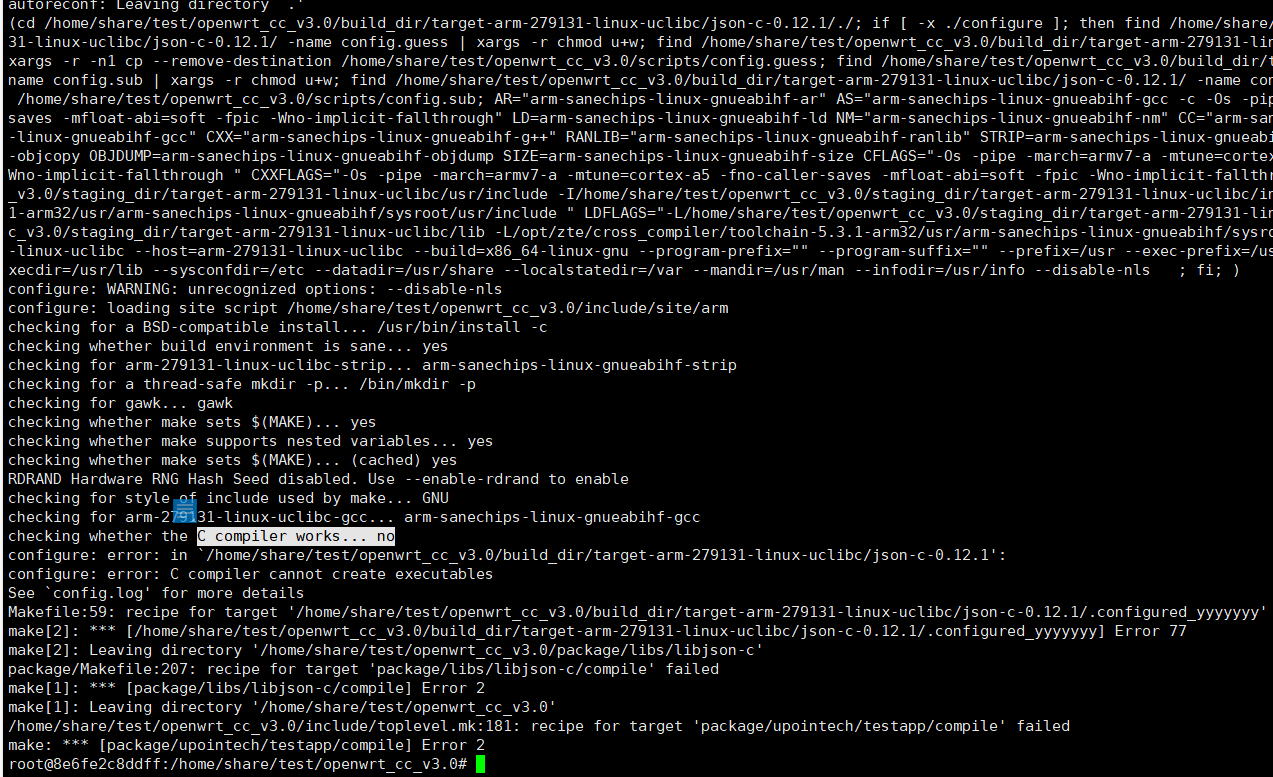 autoreconf: Leaving directory `.'
(cd /home/share/test/openwrt_cc_v3.0/build_dir/target-arm-279131-linux-uclibc/json-c-0.12.1/./; if [ -x ./configure ]; then find /home/share/
31-linux-uclibc/json-c-0.12.1/ -name config.guess | xargs -r chmod u+w; find /home/share/test/openwrt_cc_v3.0/build_dir/target-arm-279131-lin
xargs -r -n1 cp --remove-destination /home/share/test/openwrt_cc_v3.0/scripts/config.guess; find /home/share/test/openwrt_cc_v3.0/build_dir/t
name config.sub | xargs -r chmod u+w; find /home/share/test/openwrt_cc_v3.0/build_dir/target-arm-279131-linux-uclibc/json-c-0.12.1/ -name con
/home/share/test/openwrt_cc_v3.0/scripts/config.sub; AR="arm-sanechips-linux-gnueabihf-ar" AS="arm-sanechips-linux-gnueabihf-gcc -c -Os -pip
saves -mfloat-abi=soft -fpic -Wno-implicit-fallthrough" LD=arm-sanechips-linux-gnueabihf-ld NM="arm-sanechips-linux-gnueabihf-nm" CC="arm-san
-linux-gnueabihf-gcc" CXX="arm-sanechips-linux-gnueabihf-g++" RANLIB="arm-sanechips-linux-gnueabihf-ranlib" STRIP=arm-sanechips-linux-gnueabi
-objcopy OBJDUMP=arm-sanechips-linux-gnueabihf-objdump SIZE=arm-sanechips-linux-gnueabihf-size CFLAGS="-Os -pipe -march=armv7-a -mtune=cortex
Wno-implicit-fallthrough " CXXFLAGS="-Os -pipe -march=armv7-a -mtune=cortex-a5 -fno-caller-saves -mfloat-abi=soft -fpic -Wno-implicit-fallthr
_v3.0/staging_dir/target-arm-279131-linux-uclibc/usr/include -I/home/share/test/openwrt_cc_v3.0/staging_dir/target-arm-279131-linux-uclibc/in
1-arm32/usr/arm-sanechips-linux-gnueabihf/sysroot/usr/include " LDFLAGS="-L/home/share/test/openwrt_cc_v3.0/staging_dir/target-arm-279131-lin
c_v3.0/staging_dir/target-arm-279131-linux-uclibc/lib -L/opt/zte/cross_compiler/toolchain-5.3.1-arm32/usr/arm-sanechips-linux-gnueabihf/sysro
-linux-uclibc --host=arm-279131-linux-uclibc --build=x86_64-linux-gnu --program-prefix="" --program-suffix="" --prefix=/usr --exec-prefix=/us
xecdir=/usr/lib --sysconfdir=/etc --datadir=/usr/share --localstatedir=/var --mandir=/usr/man --infodir=/usr/info --disable-nls   ; fi; )
configure: WARNING: unrecognized options: --disable-nls
configure: loading site script /home/share/test/openwrt_cc_v3.0/include/site/arm
checking for a BSD-compatible install... /usr/bin/install -c
checking whether build environment is sane... yes
checking for arm-279131-linux-uclibc-strip... arm-sanechips-linux-gnueabihf-strip
checking for a thread-safe mkdir -p... /bin/mkdir -p
checking for gawk... gawk
checking whether make sets $(MAKE)... yes
checking whether make supports nested variables... yes
checking whether make sets $(MAKE)... (cached) yes
RDRAND Hardware RNG Hash Seed disabled. Use --enable-rdrand to enable
checking for style of include used by make... GNU
checking for arm-279131-linux-uclibc-gcc... arm-sanechips-linux-gnueabihf-gcc
checking whether the C compiler works... no
configure: error: in `/home/share/test/openwrt_cc_v3.0/build_dir/target-arm-279131-linux-uclibc/json-c-0.12.1':
configure: error: C compiler cannot create executables
See `config.log' for more details
Makefile:59: recipe for target '/home/share/test/openwrt_cc_v3.0/build_dir/target-arm-279131-linux-uclibc/json-c-0.12.1/.configured_yyyyyyy'
make[2]: *** [/home/share/test/openwrt_cc_v3.0/build_dir/target-arm-279131-linux-uclibc/json-c-0.12.1/.configured_yyyyyyy] Error 77
make[2]: Leaving directory '/home/share/test/openwrt_cc_v3.0/package/libs/libjson-c'
package/Makefile:207: recipe for target 'package/libs/libjson-c/compile' failed
make[1]: *** [package/libs/libjson-c/compile] Error 2
make[1]: Leaving directory '/home/share/test/openwrt_cc_v3.0'
/home/share/test/openwrt_cc_v3.0/include/toplevel.mk:181: recipe for target 'package/upointech/testapp/compile' failed
make: *** [package/upointech/testapp/compile] Error 2
root@8e6fe2c8ddff:/home/share/test/openwrt_cc_v3.0#